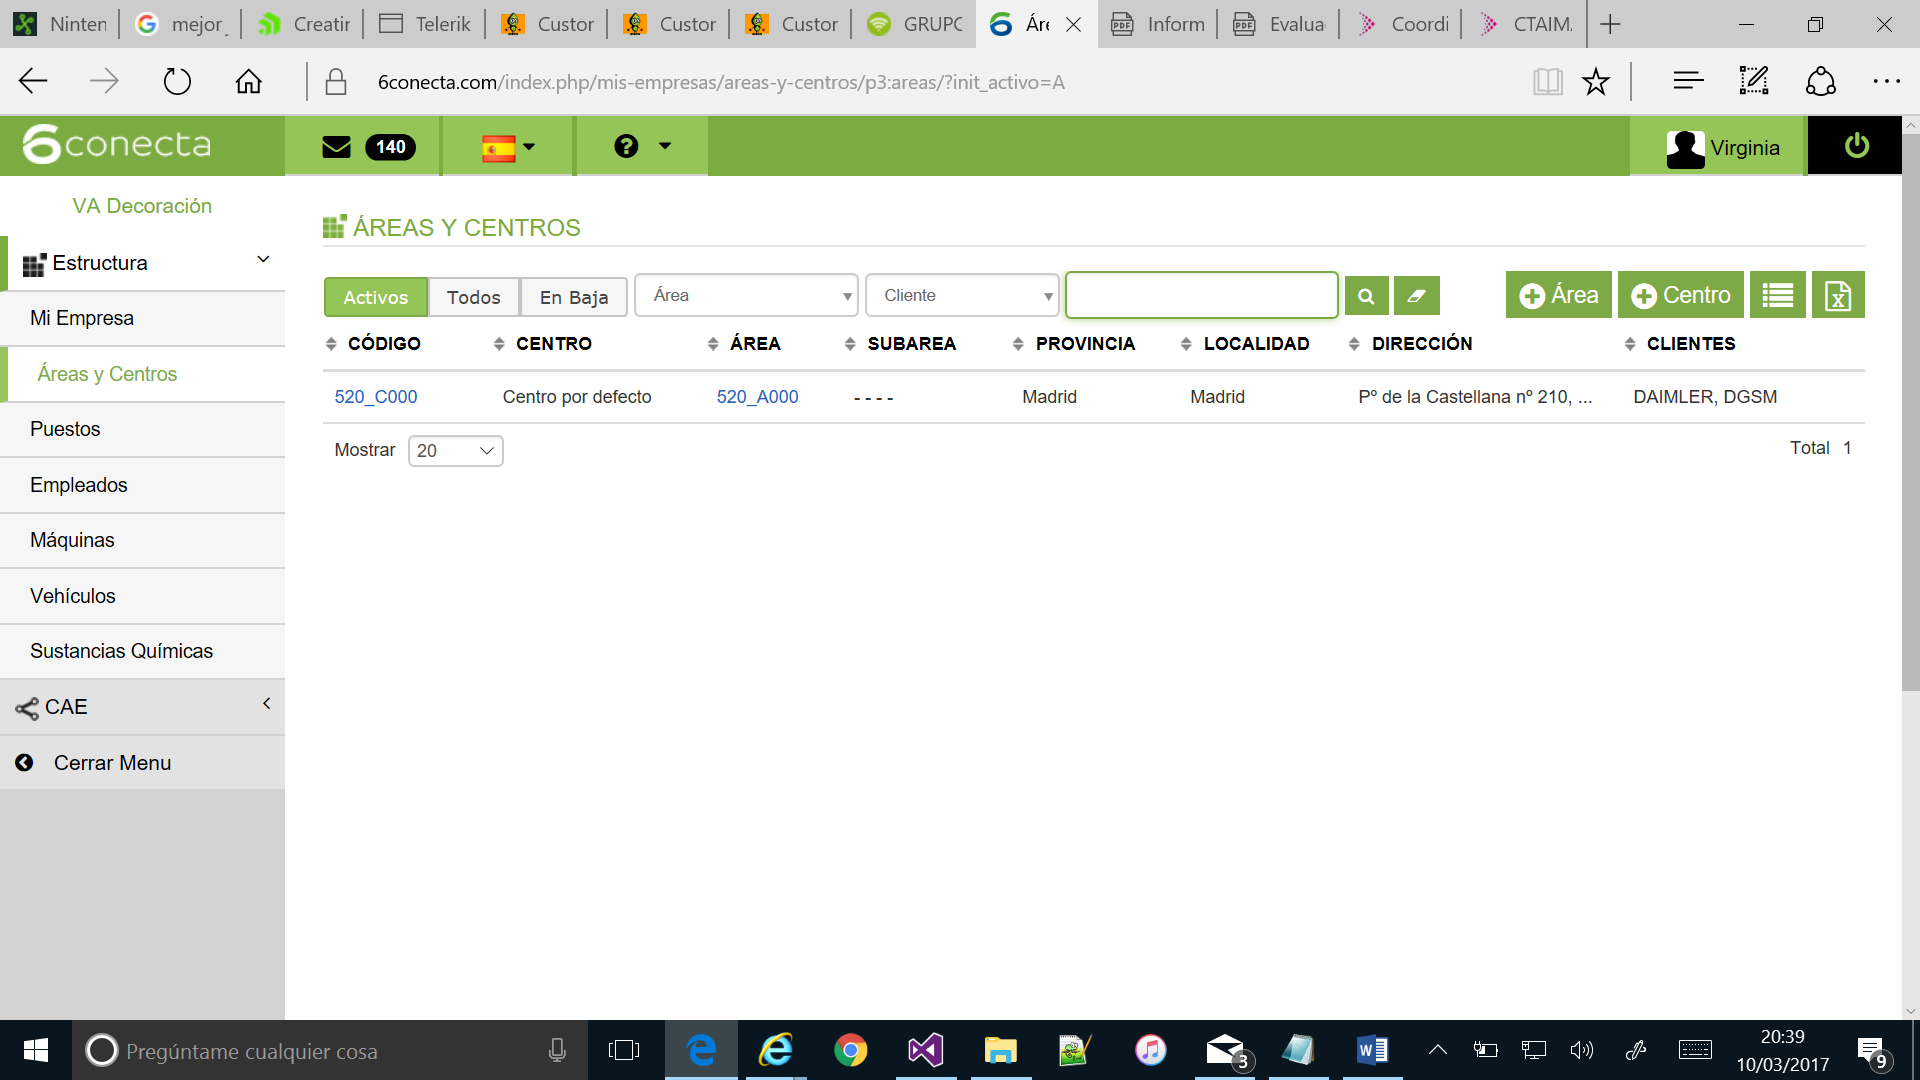 Ninten
mejor
Creatin
Telerik
Custor
Custor
Custor
GRUPO
Áre
Inform
Evalua
Coordi
CTAIM
6conecta.com/index.php/mis-empresas/areas-y-centros/p3:areas/?init_activo=A
6conecta
140
Virginia
VA Decoración
Estructura
Mi Empresa
Áreas y Centros
Puestos
Empleados
Máquinas
Vehículos
Sustancias Químicas
CAE
Cerrar Menu
ÁREAS Y CENTROS
Activos Todos En Baja Área Cliente Área Centro
CÓDIGO CENTRO ÁREA SUBAREA PROVINCIA LOCALIDAD DIRECCIÓN CLIENTES
520_C000 Centro por defecto 520_A000 - - - - Madrid Madrid Pº de la Castellana nº 210, ... DAIMLER, DGSM
Mostrar 20 Total 1
Pregúntame cualquier cosa
3
20:39
10/03/2017
9